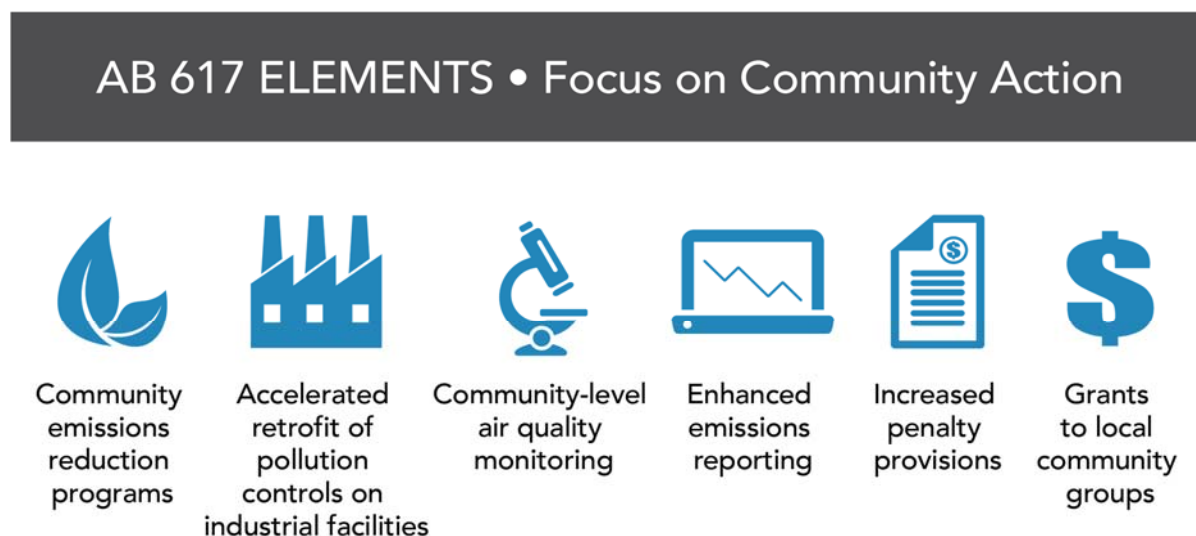 AB 617 ELEMENTS • Focus on Community Action
Community
emissions
reduction
programs
Accelerated
retrofit of
pollution
controls on
industrial facilities
Community-level
air quality
monitoring
Enhanced
emissions
reporting
$
Increased
penalty
provisions
$
Grants
to local
community
groups